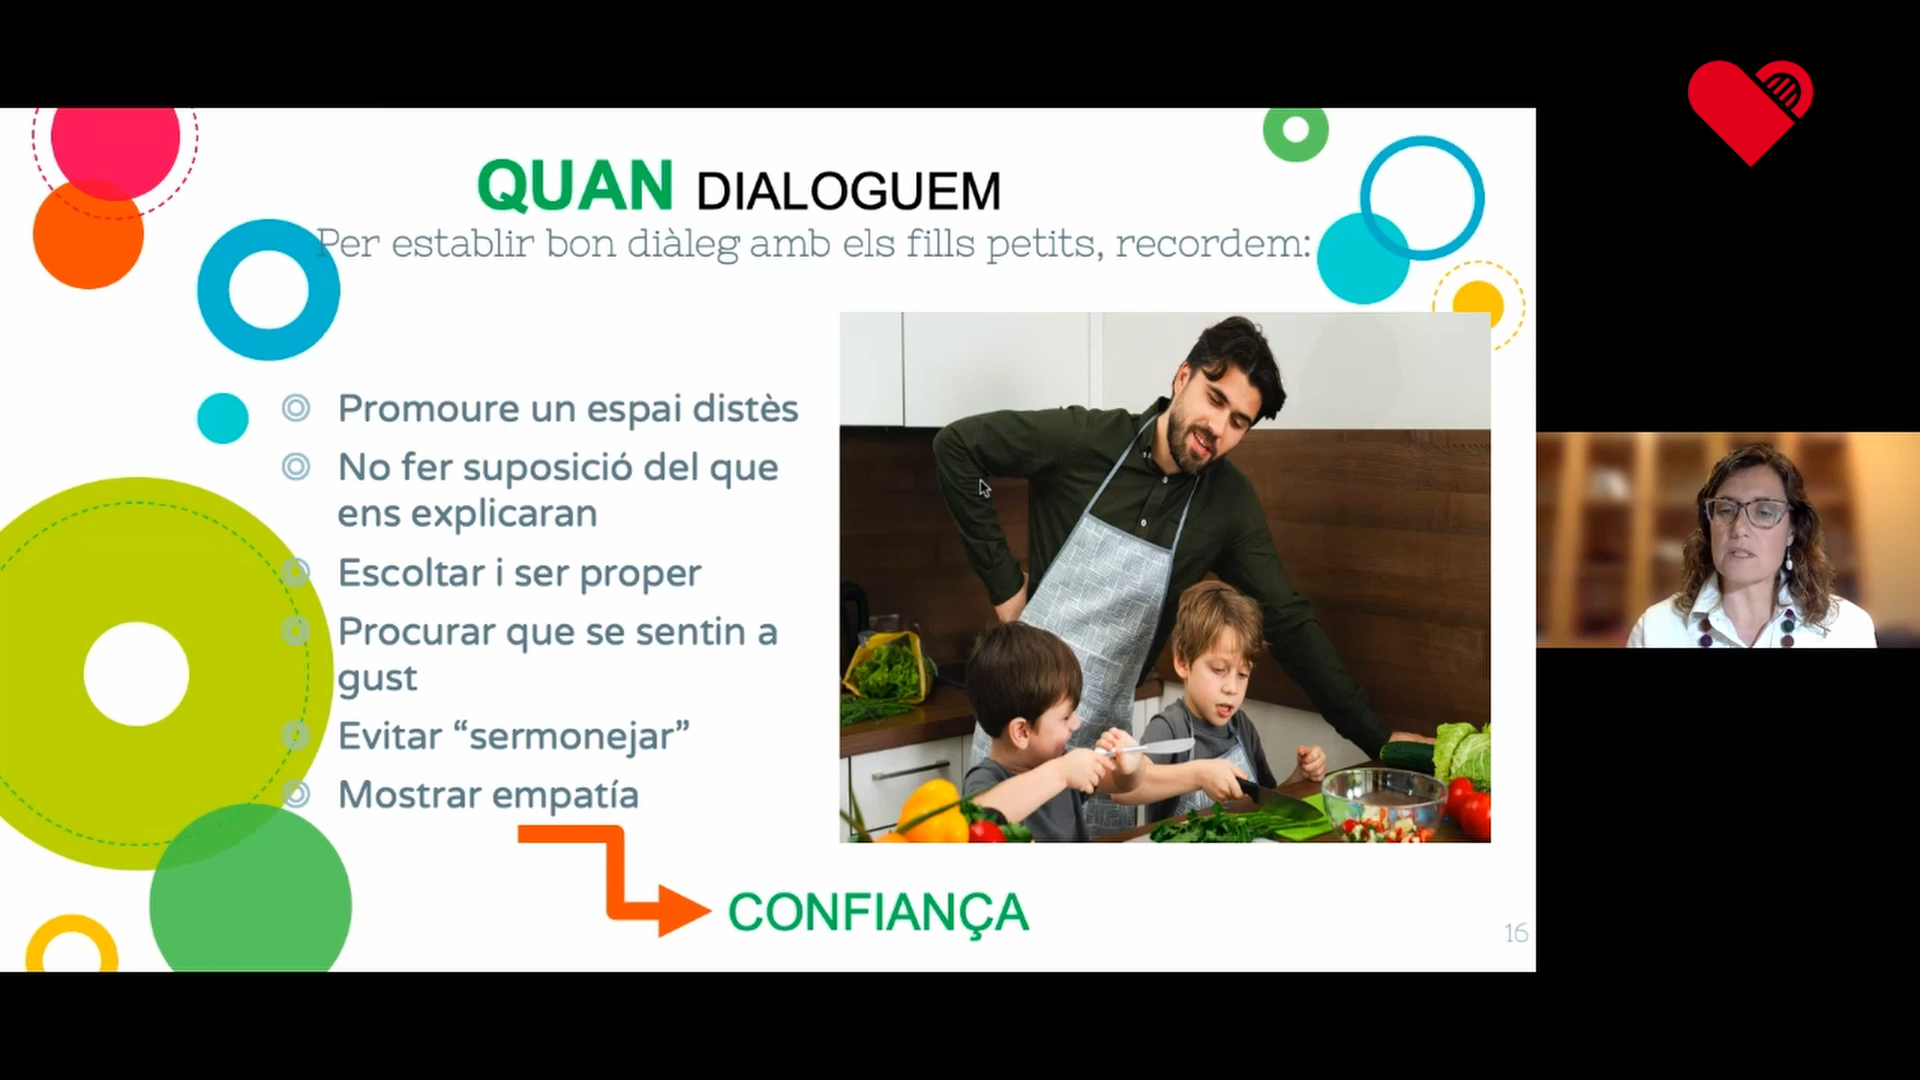 QUAN DIALOGUEM
Per establir bon diàleg amb els fills petits, recordem:
Promoure un espai distès
No fer suposició del que
ens explicaran
Escoltar i ser proper
Procurar que se sentin a
gust
Evitar “sermonejar”
Mostrar empatía
CONFIANÇA
16